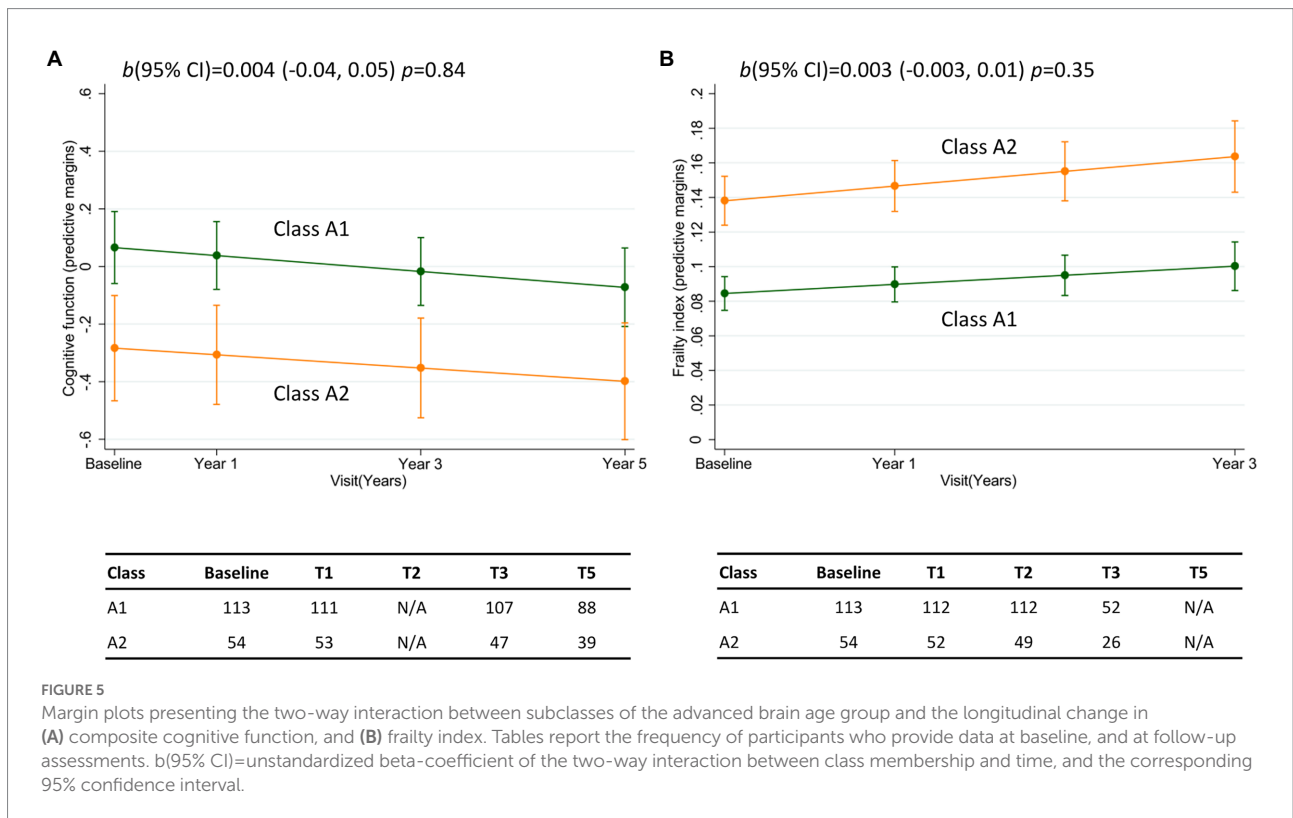 A
b(95% CI)=0.004 (-0.04, 0.05) p=0.84
Cognitive function (predictive margins)
.6
.4
.2
0
-.2
-.4
-.6
Class A1
Class A2
Baseline Year 1 Year 3 Year 5
Visit(Years)
Class Baseline T1 T2 T3 T5
A1 113 111 N/A 107 88
A2 54 53 N/A 47 39
B
b(95% CI)=0.003 (-0.003, 0.01) p=0.35
Frailty index (predictive margins)
.2
.18
.16
.14
.12
.1
.08
.06
.04
.02
0
Class A2
Class A1
Baseline Year 1 Year 3
Visit(Years)
Class Baseline T1 T2 T3 T5
A1 113 112 112 52 N/A
A2 54 52 49 26 N/A
FIGURE 5
Margin plots presenting the two-way interaction between subclasses of the advanced brain age group and the longitudinal change in
(A) composite cognitive function, and (B) frailty index. Tables report the frequency of participants who provide data at baseline, and at follow-up
assessments. b(95% CI)=unstandardized beta-coefficient of the two-way interaction between class membership and time, and the corresponding
95% confidence interval.